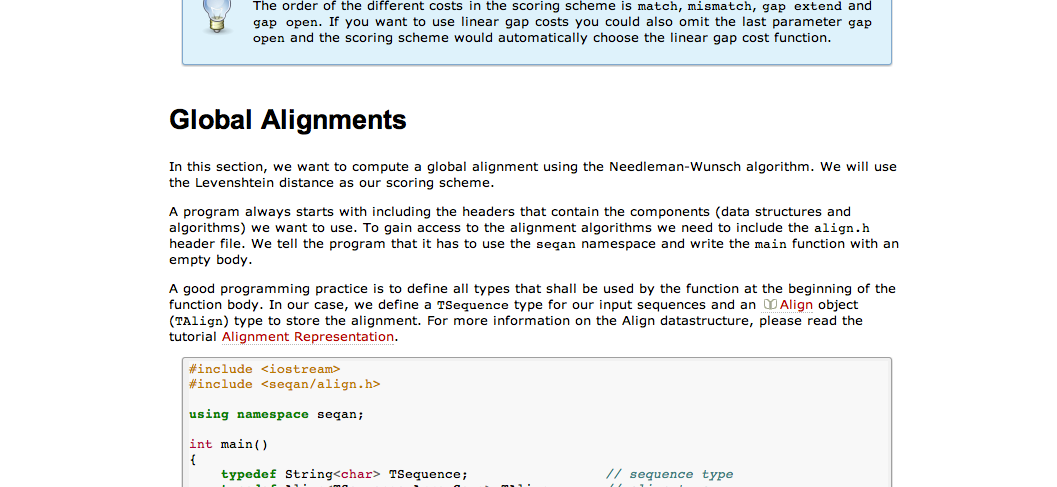 The order of the different costs in the scoring scheme is match, mismatch, gap extend and
gap open. If you want to use linear gap costs you could also omit the last parameter gap
open and the scoring scheme would automatically choose the linear gap cost function.
Global Alignments
In this section, we want to compute a global alignment using the Needleman-Wunsch algorithm. We will use
the Levenshtein distance as our scoring scheme.
A program always starts with including the headers that contain the components (data structures and
algorithms) we want to use. To gain access to the alignment algorithms we need to include the align.h
header file. We tell the program that it has to use the seqan namespace and write the main function with an
empty body.
A good programming practice is to define all types that shall be used by the function at the beginning of the
function body. In our case, we define a TSequence type for our input sequences and an Align object
(TAlign) type to store the alignment. For more information on the Align datastructure, please read the
tutorial Alignment Representation.
#include <iostream>
#include <seqan/align.h>
using namespace seqan;
int main()
{
typedef String<char> TSequence; // sequence type